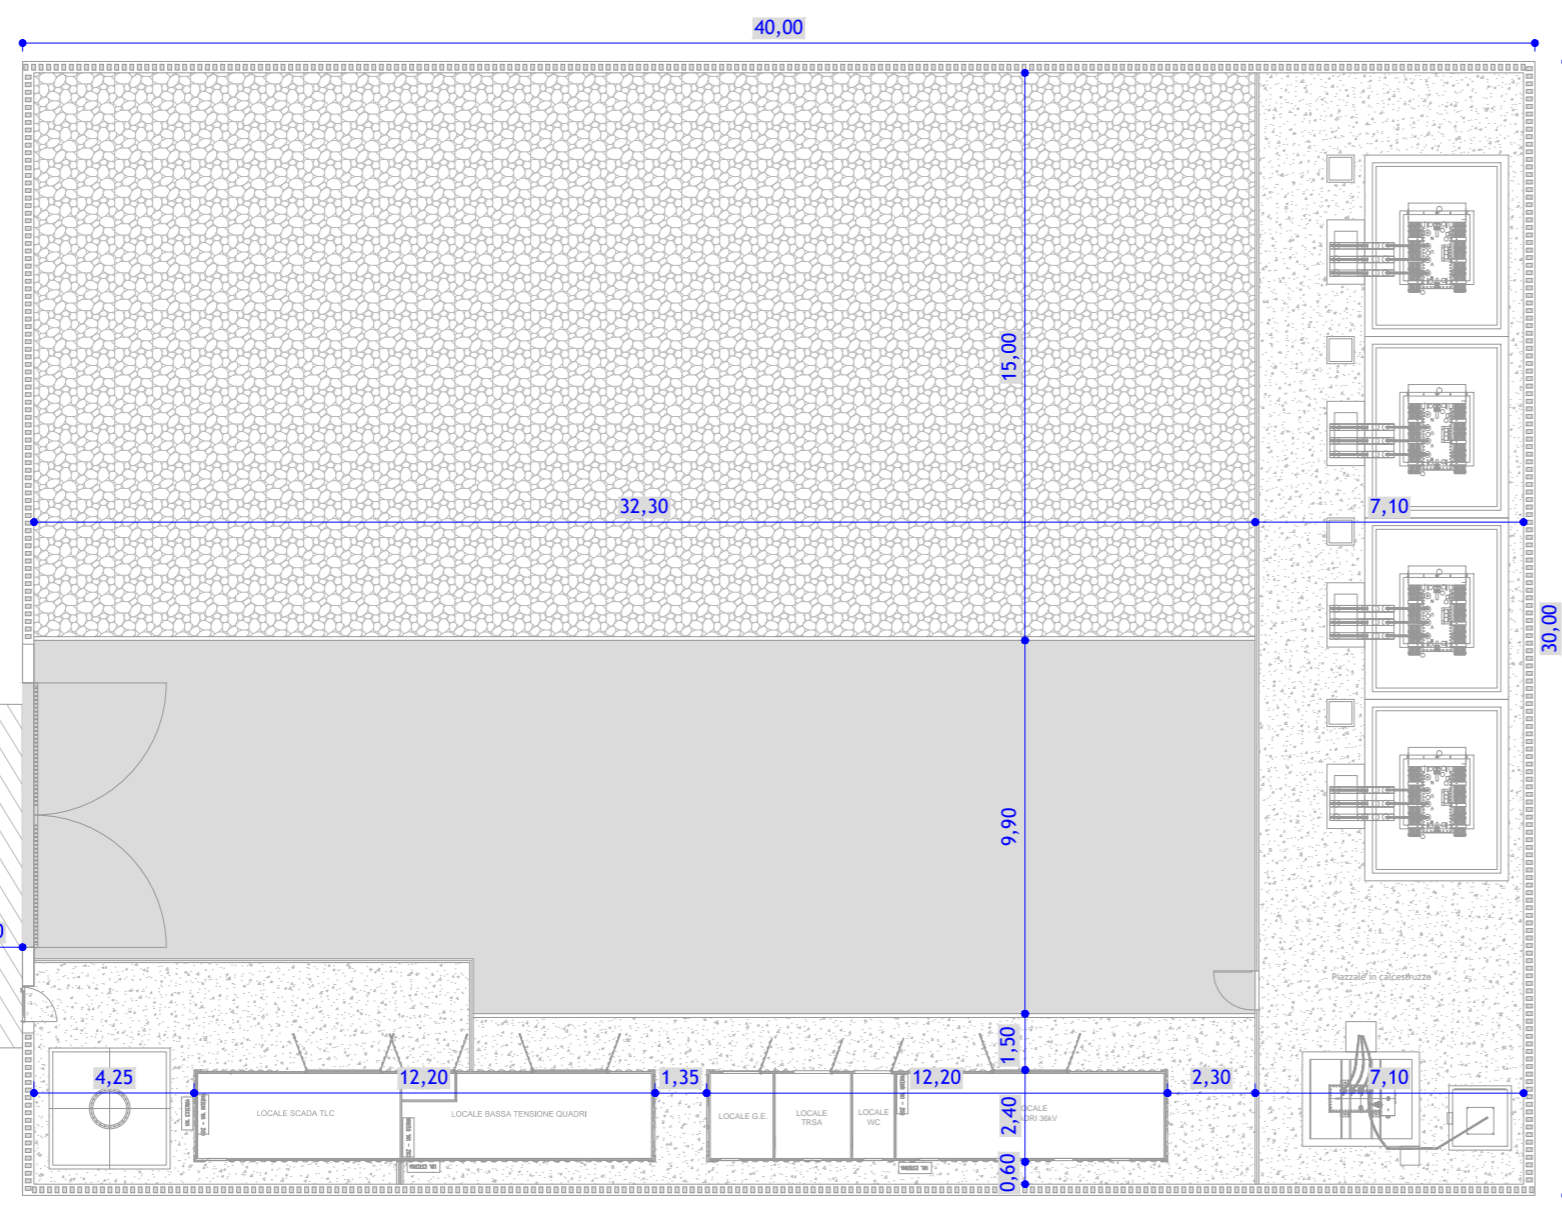 40,00
15,00
32,30
7,10
30,00
9,90
Piazzale in calcestruzzo
1,50
4,25
12,20
1,35
12,20
2,30
7,10
LOCALE SCADA TLC
LOCALE BASSA TENSIONE QUADRI
LOCALE G.E.
LOCALE
TRSA
LOCALE
WC
2,40
0,60